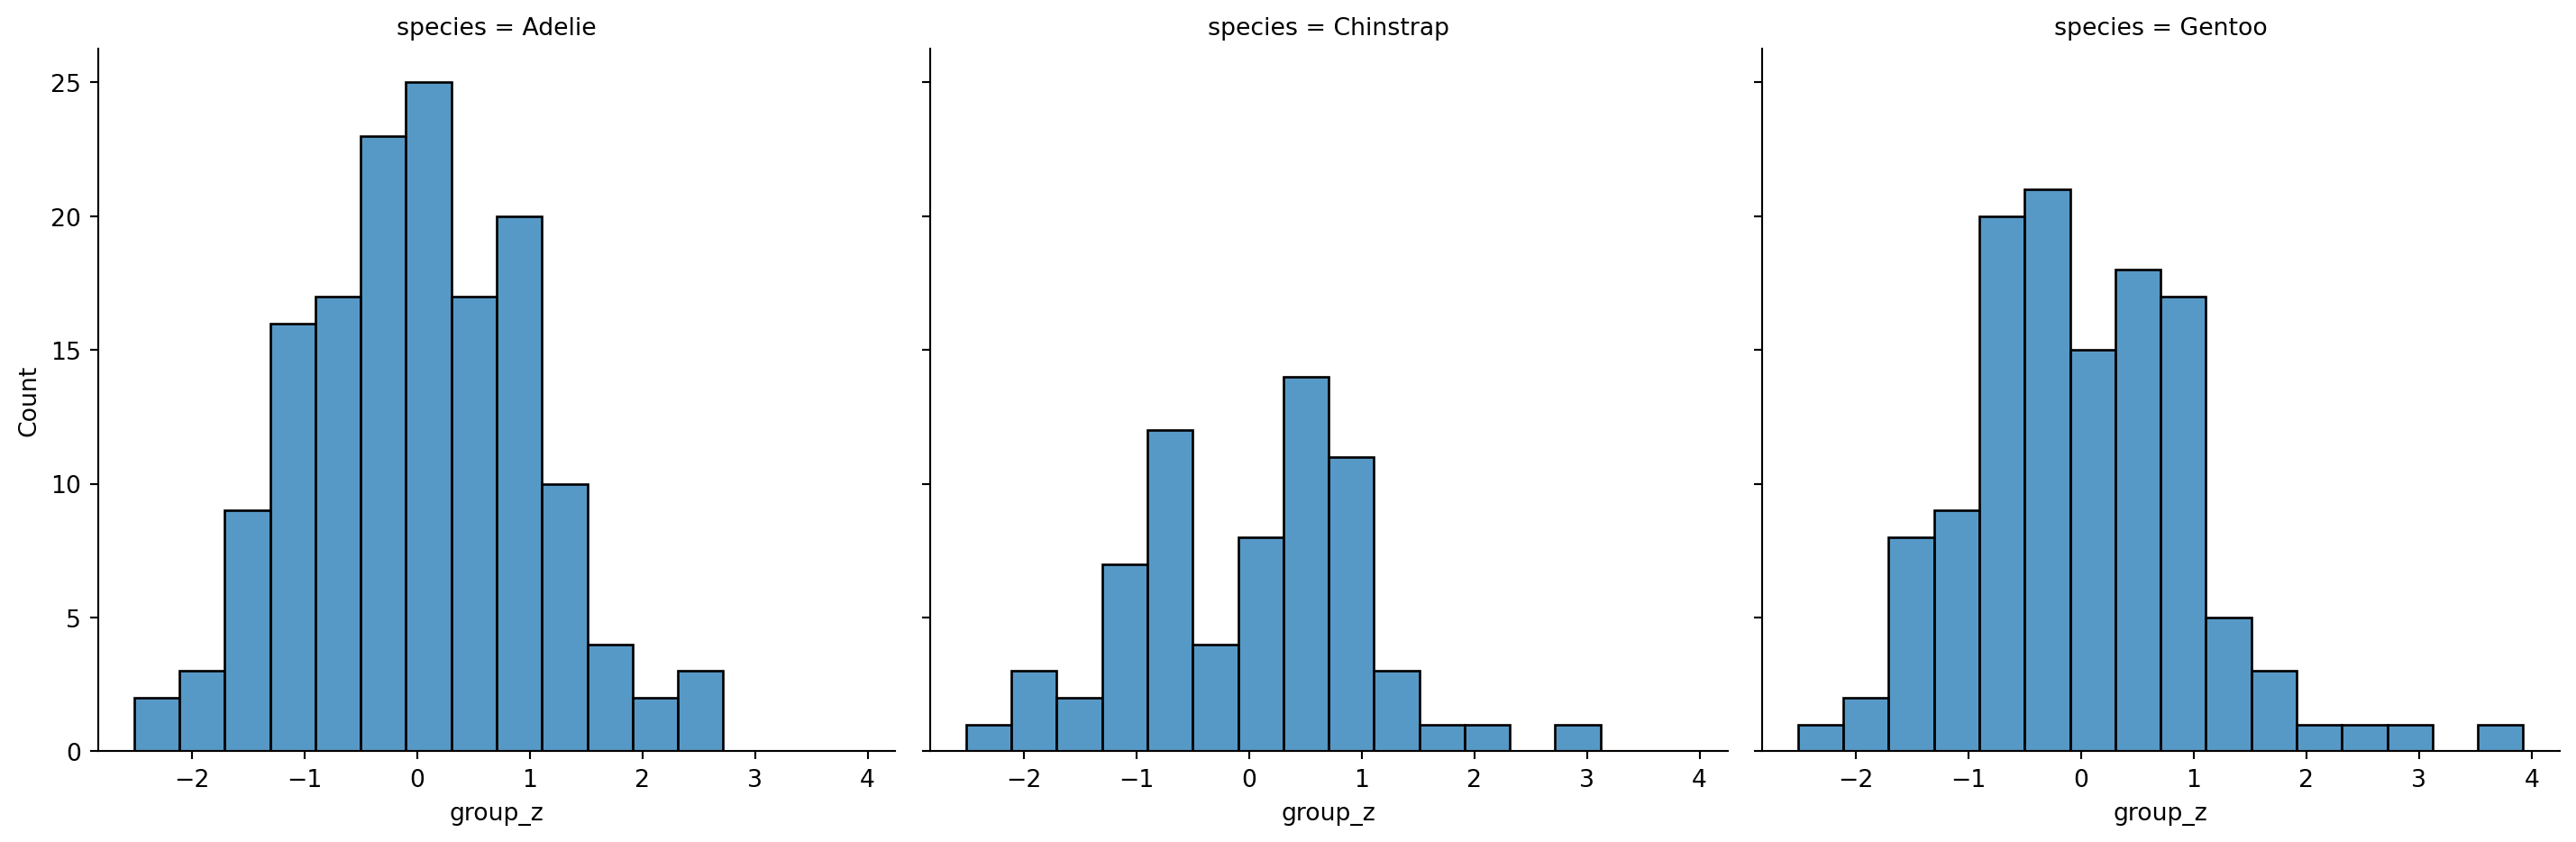 species = Adelie
species = Chinstrap
species = Gentoo
Count
25
20
15
10
5
0
−2 −1 0 1 2 3 4
−2 −1 0 1 2 3 4
−2 −1 0 1 2 3 4
group_z
group_z
group_z